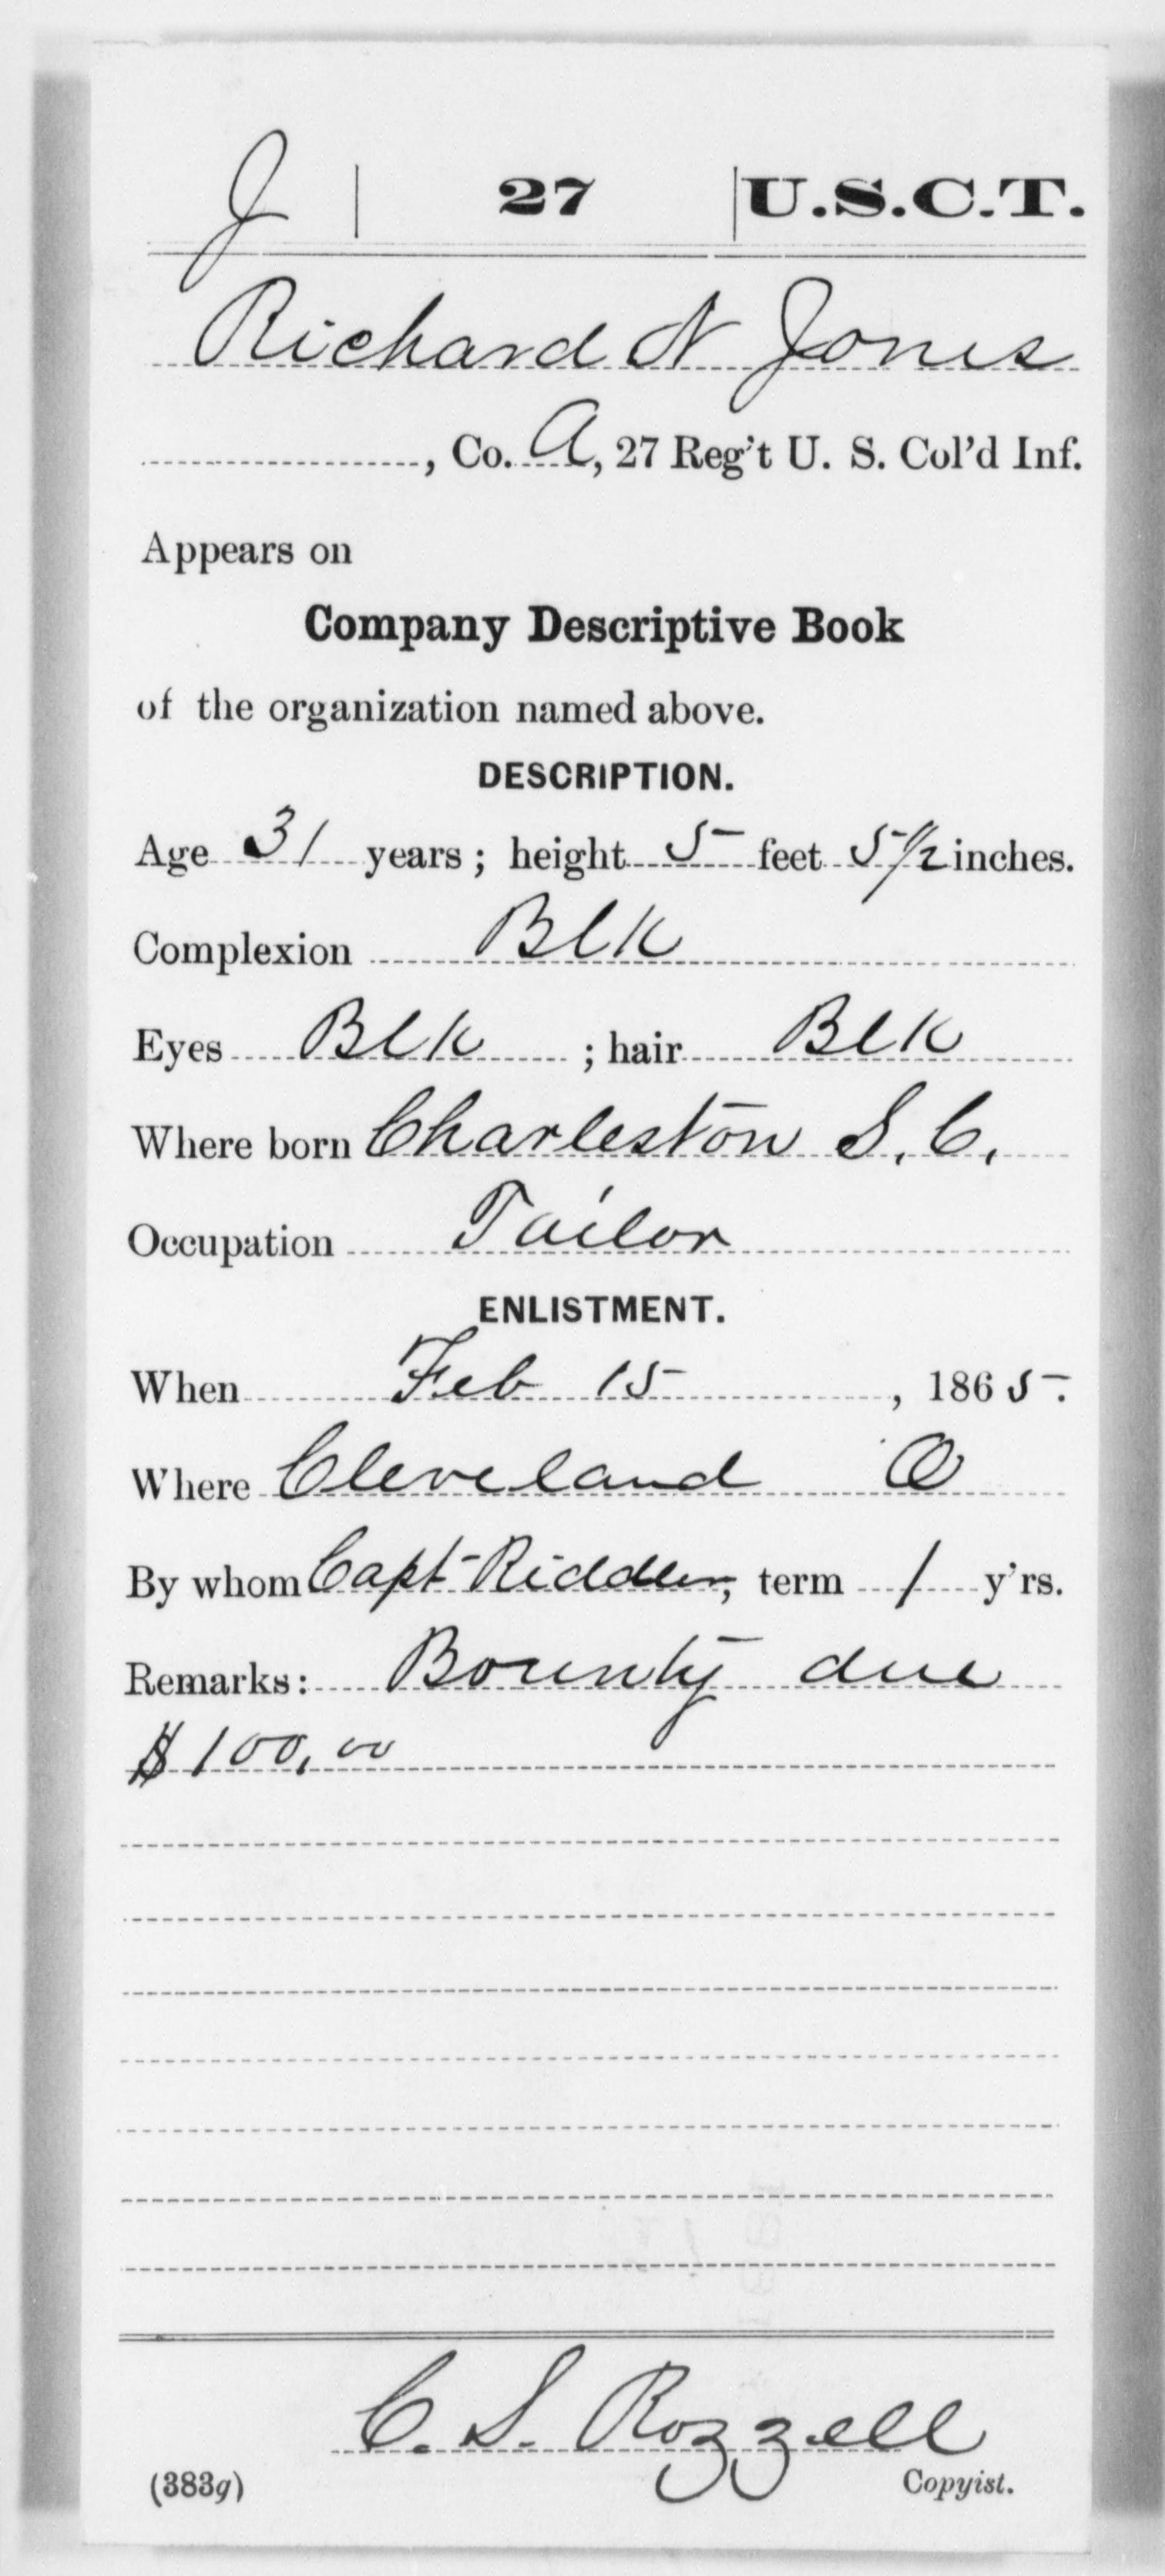 J | 27 | U.S.C.T.
Richard N Jones
, Co. A, 27 Reg't U. S. Col'd Inf.
Appears on
Company Descriptive Book
of the organization named above.
DESCRIPTION.
Age 31 years; height 5 feet 5 1/2 inches.
Complexion Blk
Eyes Blk ; hair Blk
Where born Charleston S.C.
Occupation Tailor
ENLISTMENT.
When Feb 15, 1865.
Where Cleveland O
By whom Capt Riddler, term 1 y'rs.
Remarks: Bounty due
$100.00
C. S. Rozzell
(383g) Copyist.